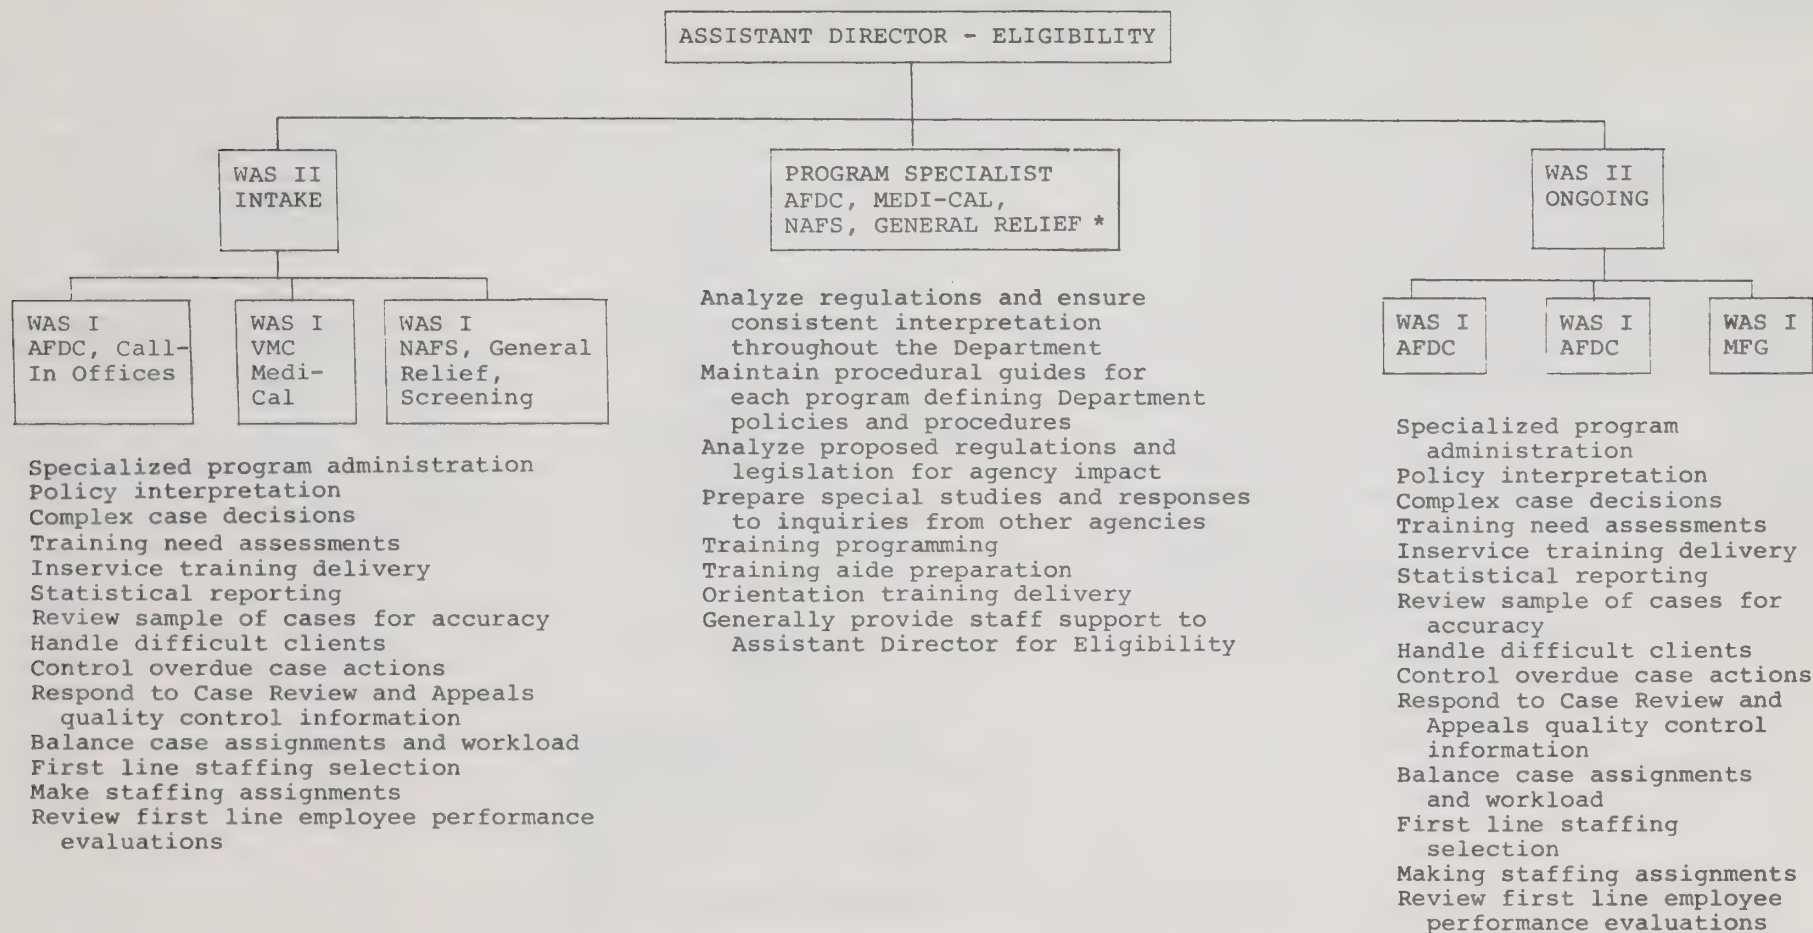 ASSISTANT DIRECTOR - ELIGIBILITY
WAS II
INTAKE
PROGRAM SPECIALIST
AFDC, MEDI-CAL,
NAFS, GENERAL RELIEF *
WAS II
ONGOING
WAS I
AFDC, Call-
In Offices
WAS I
VMC
Medi-
Cal
WAS I
NAFS, General
Relief,
Screening
Specialized program administration
Policy interpretation
Complex case decisions
Training need assessments
Inservice training delivery
Statistical reporting
Review sample of cases for accuracy
Handle difficult clients
Control overdue case actions
Respond to Case Review and Appeals
quality control information
Balance case assignments and workload
First line staffing selection
Make staffing assignments
Review first line employee performance
evaluations
Analyze regulations and ensure
consistent interpretation
throughout the Department
Maintain procedural guides for
each program defining Department
policies and procedures
Analyze proposed regulations and
legislation for agency impact
Prepare special studies and responses
to inquiries from other agencies
Training programming
Training aide preparation
Orientation training delivery
Generally provide staff support to
Assistant Director for Eligibility
WAS I
AFDC
WAS I
AFDC
WAS I
MFG
Specialized program
administration
Policy interpretation
Complex case decisions
Training need assessments
Inservice training delivery
Statistical reporting
Review sample of cases for
accuracy
Handle difficult clients
Control overdue case actions
Respond to Case Review and
Appeals quality control
information
Balance case assignments
and workload
First line staffing
selection
Making staffing assignments
Review first line employee
performance evaluations